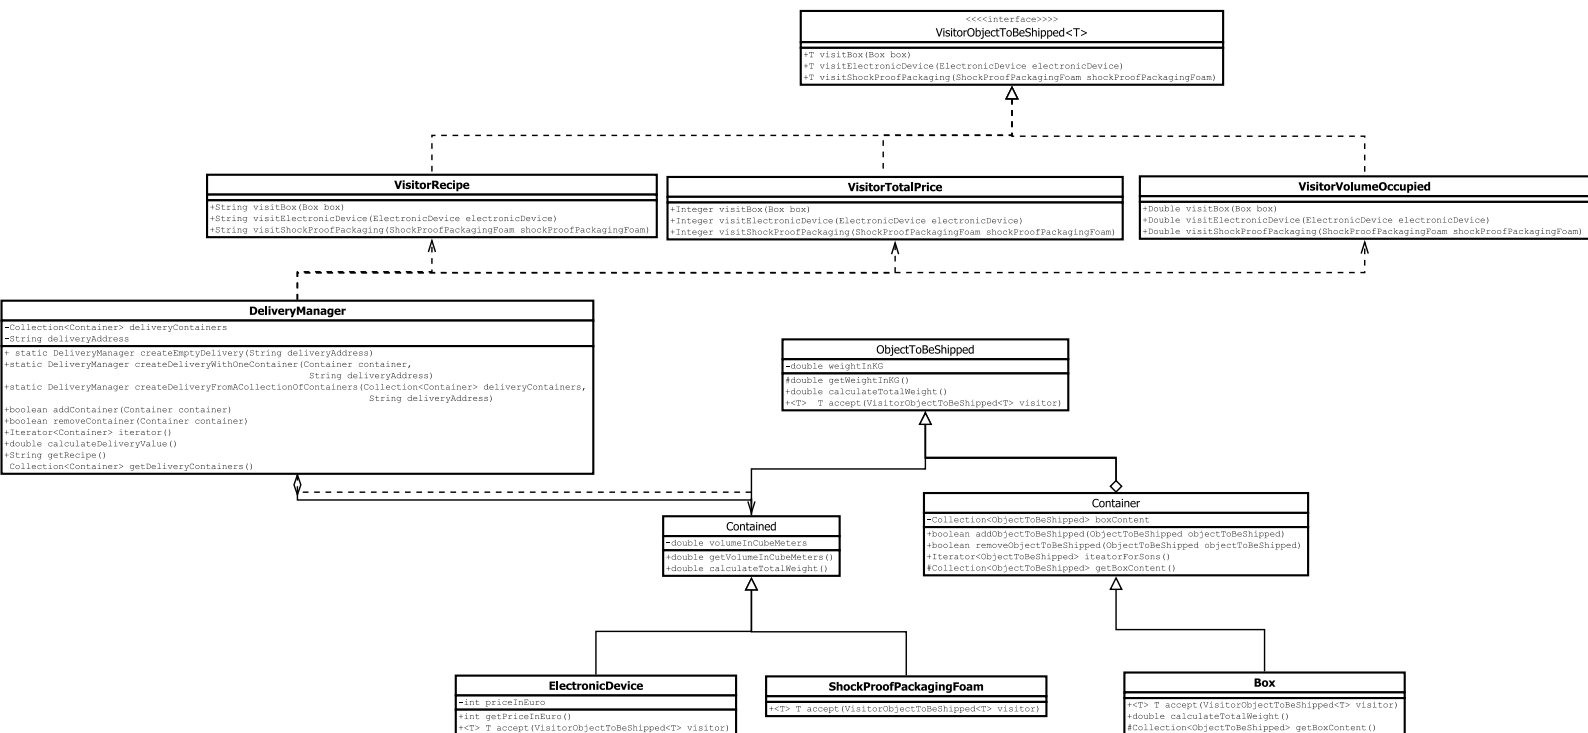 <<<<interface>>>>
VisitorObjectToBeShipped<T>
+T visitBox(Box box)
+T visitElectronicDevice(ElectronicDevice electronicDevice)
+T visitShockProofPackaging(ShockProofPackagingFoam shockProofPackagingFoam)
VisitorRecipe
+String visitBox(Box box)
+String visitElectronicDevice(ElectronicDevice electronicDevice)
+String visitShockProofPackaging(ShockProofPackagingFoam shockProofPackagingFoam)
VisitorTotalPrice
+Integer visitBox(Box box)
+Integer visitElectronicDevice(ElectronicDevice electronicDevice)
+Integer visitShockProofPackaging(ShockProofPackagingFoam shockProofPackagingFoam)
VisitorVolumeOccupied
+Double visitBox(Box box)
+Double visitElectronicDevice(ElectronicDevice electronicDevice)
+Double visitShockProofPackaging(ShockProofPackagingFoam shockProofPackagingFoam)
DeliveryManager
-Collection<Container> deliveryContainers
-String deliveryAddress
+ static DeliveryManager createEmptyDelivery(String deliveryAddress)
+static DeliveryManager createDeliveryWithOneContainer(Container container,
String deliveryAddress)
+static DeliveryManager createDeliveryFromACollectionOfContainers(Collection<Container> deliveryContainers,
String deliveryAddress)
+boolean addContainer(Container container)
+boolean removeContainer(Container container)
+Iterator<Container> iterator()
+double calculateDeliveryValue()
+String getRecipe()
Collection<Container> getDeliveryContainers()
ObjectToBeShipped
-double weightInKG
#double getWeightInKG()
+double calculateTotalWeight()
+<T> T accept(VisitorObjectToBeShipped<T> visitor)
Contained
-double volumeInCubeMeters
+double getVolumeInCubeMeters()
+double calculateTotalWeight()
Container
-Collection<ObjectToBeShipped> boxContent
+boolean addObjectToBeShipped(ObjectToBeShipped objectToBeShipped)
+boolean removeObjectToBeShipped(ObjectToBeShipped objectToBeShipped)
+Iterator<ObjectToBeShipped> iteatorForSons()
#Collection<ObjectToBeShipped> getBoxContent()
ElectronicDevice
-int priceInEuro
+int getPriceInEuro()
+<T> T accept(VisitorObjectToBeShipped<T> visitor)
ShockProofPackagingFoam
+<T> T accept(VisitorObjectToBeShipped<T> visitor)
Box
+<T> T accept(VisitorObjectToBeShipped<T> visitor)
+double calculateTotalWeight()
#Collection<ObjectToBeShipped> getBoxContent()